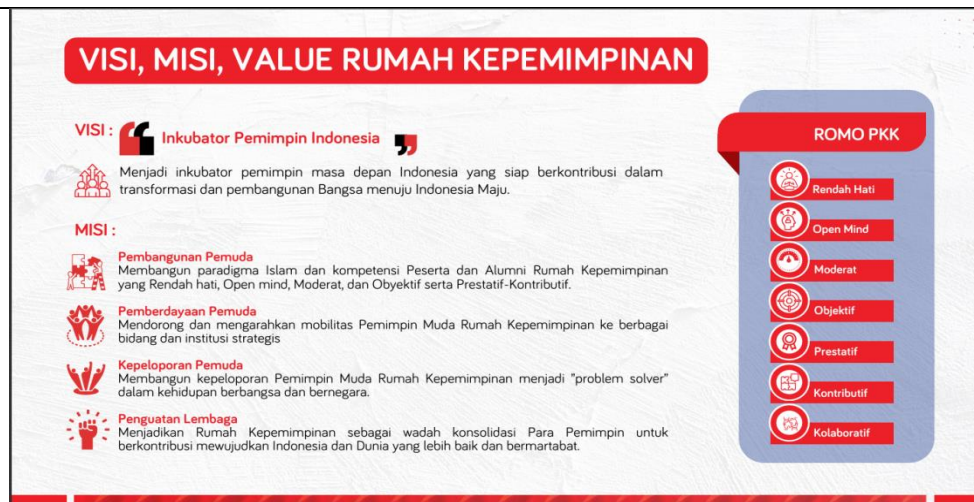 VISI, MISI, VALUE RUMAH KEPEMIMPINAN
VISI :
Inkubator Pemimpin Indonesia
Menjadi inkubator pemimpin masa depan Indonesia yang siap berkontribusi dalam
transformasi dan pembangunan Bangsa menuju Indonesia Maju.
MISI :
Pembangunan Pemuda
Membangun paradigma Islam dan kompetensi Peserta dan Alumni Rumah Kepemimpinan
yang Rendah hati, Open mind, Moderat, dan Obyektif serta Prestatif-Kontributif.
Pemberdayaan Pemuda
Mendorong dan mengarahkan mobilitas Pemimpin Muda Rumah Kepemimpinan ke berbagai
bidang dan institusi strategis
Kepeloporan Pemuda
Membangun kepeloporan Pemimpin Muda Rumah Kepemimpinan menjadi "problem solver"
dalam kehidupan berbangsa dan bernegara.
Penguatan Lembaga
Menjadikan Rumah Kepemimpinan sebagai wadah konsolidasi Para Pemimpin untuk
berkontribusi mewujudkan Indonesia dan Dunia yang lebih baik dan bermartabat.
ROMO PKK
Rendah Hati
Open Mind
Moderat
Objektif
Prestatif
Kontributif
Kolaboratif